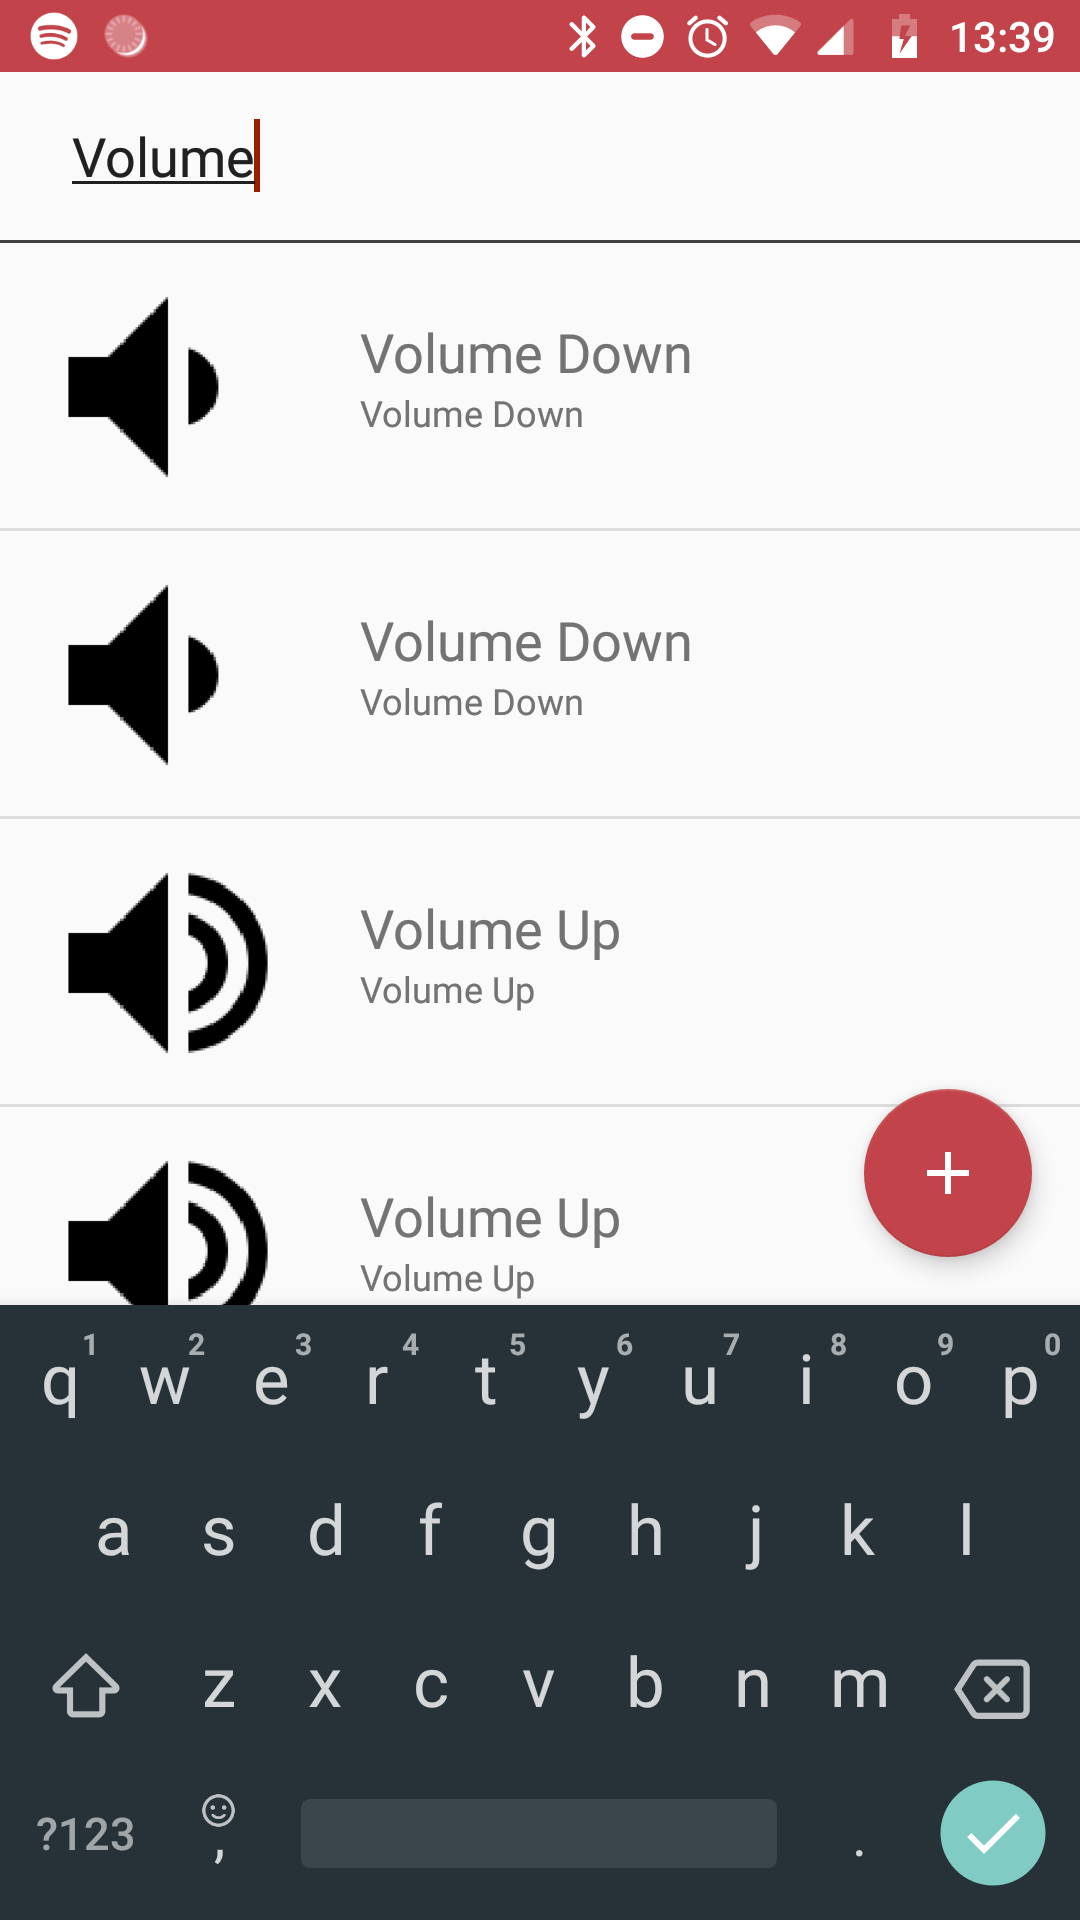 13:39
Volume
Volume Down
Volume Down
Volume Down
Volume Down
Volume Up
Volume Up
Volume Up
Volume Up
+
1 2 3 4 5 6 7 8 9 0
q w e r t y u i o p
a s d f g h j k l
z x c v b n m
?123 , .